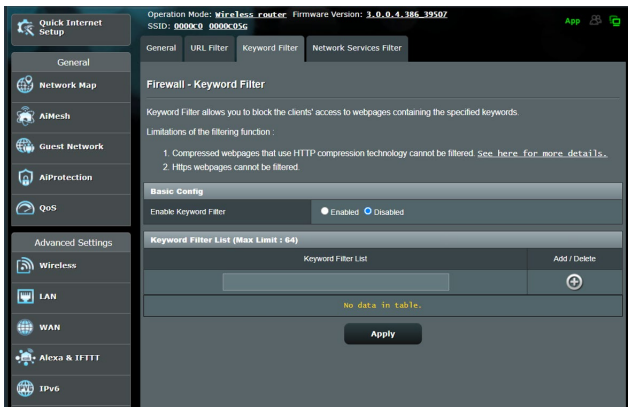 Quick Internet
Setup
General
Network Map
AiMesh
Guest Network
AiProtection
QoS
Advanced Settings
Wireless
LAN
WAN
Alexa & IFTTT
IPv6
Operation Mode: Wireless router Firmware Version: 3.0.0.4.386_39507
SSID: 0000c0 0000c05G
App
General URL Filter Keyword Filter Network Services Filter
Firewall - Keyword Filter
Keyword Filter allows you to block the clients' access to webpages containing the specified keywords.
Limitations of the filtering function :
1. Compressed webpages that use HTTP compression technology cannot be filtered. See here for more details.
2. Https webpages cannot be filtered.
Basic Config
Enable Keyword Filter Enabled Disabled
Keyword Filter List (Max Limit : 64)
Keyword Filter List Add / Delete
No data in table.
Apply